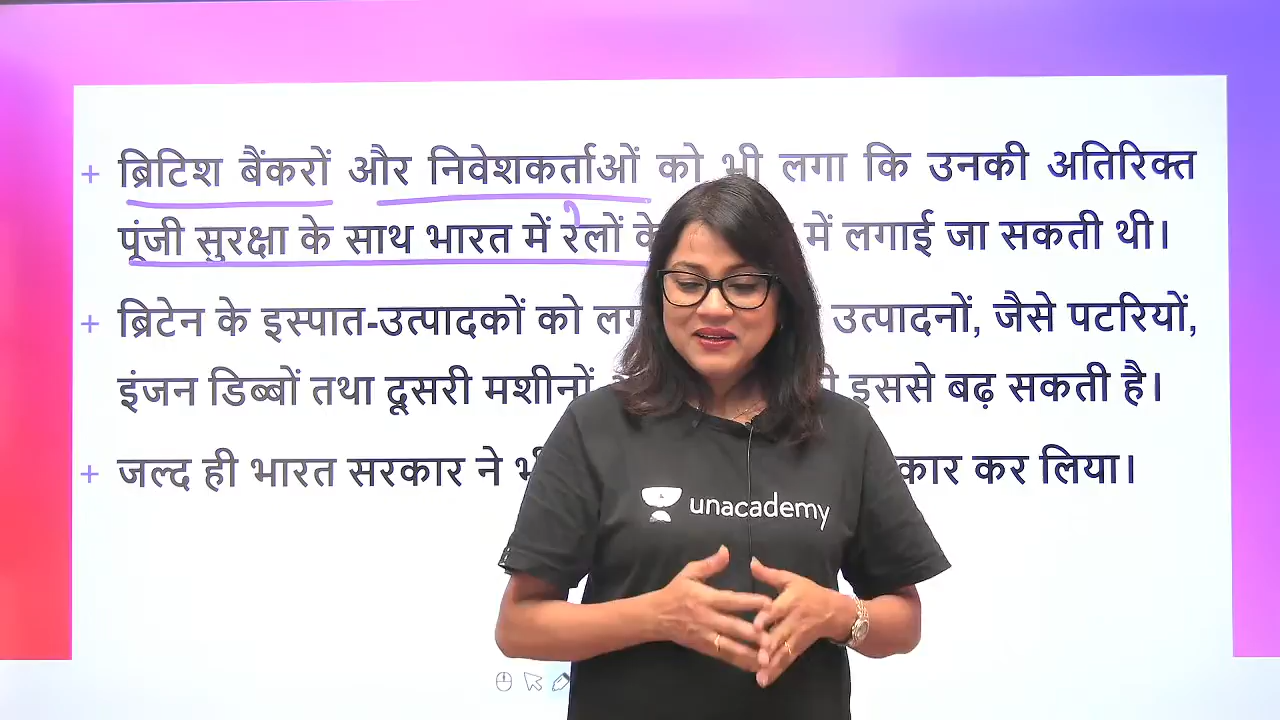 + ब्रिटिश बैंकरों और निवेशकर्ताओं को भी लगा कि उनकी अतिरिक्त
पूंजी सुरक्षा के साथ भारत में रेलों में लगाई जा सकती थी।
+ ब्रिटेन के इस्पात-उत्पादकों को उत्पादनों, जैसे पटरियों,
इंजन डिब्बों तथा दूसरी मशीनों इससे बढ़ सकती है।
+ जल्द ही भारत सरकार ने कर लिया।
unacademy